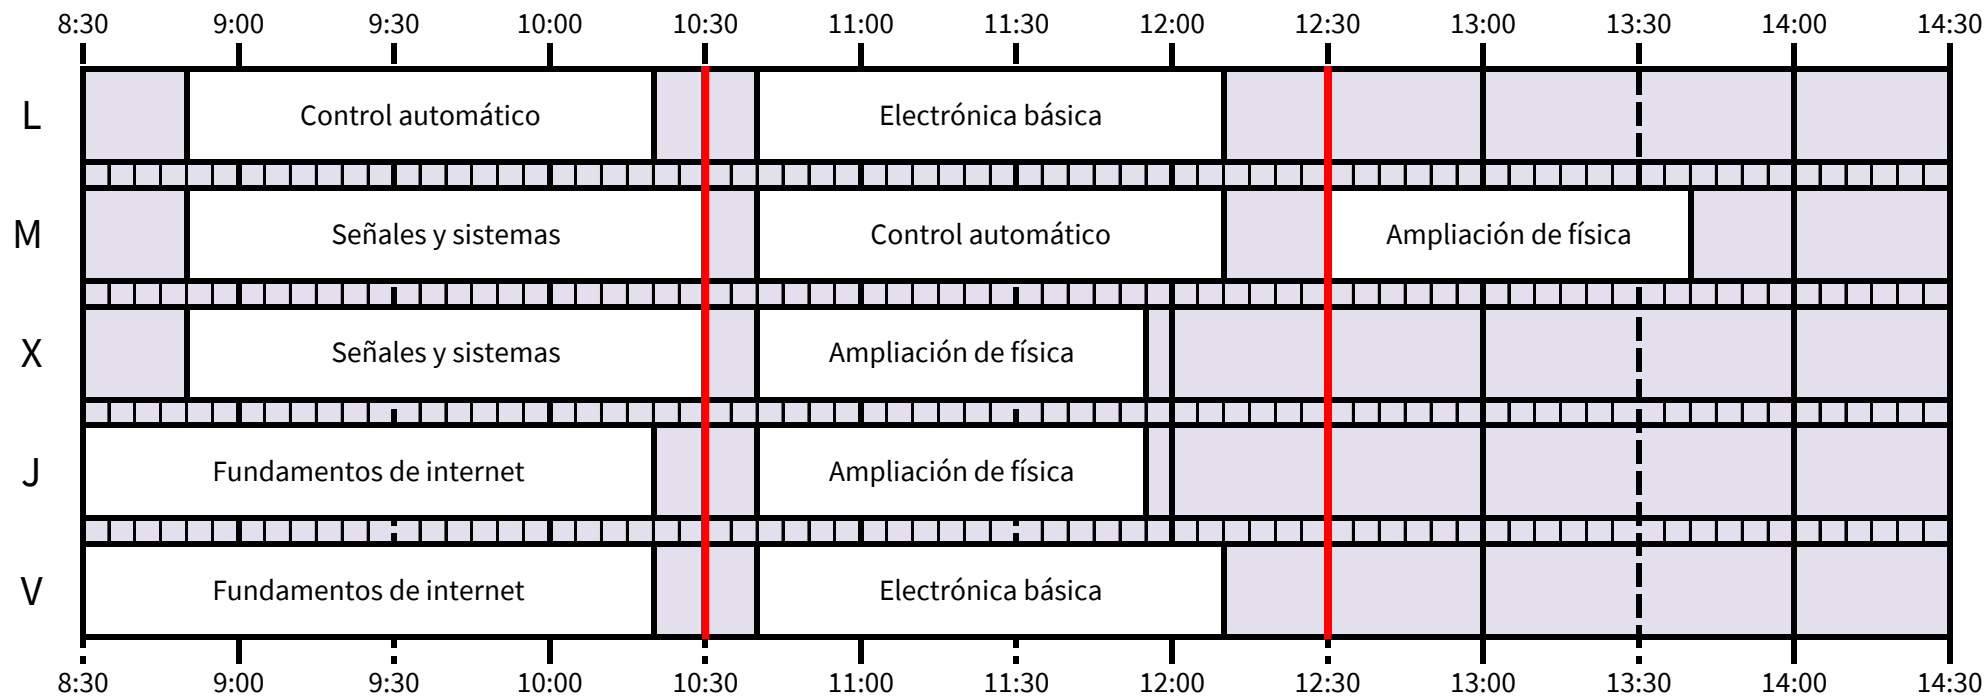 8:30 9:00 9:30 10:00 10:30 11:00 11:30 12:00 12:30 13:00 13:30 14:00 14:30
L Control automático Electrónica básica
M Señales y sistemas Control automático Ampliación de física
X Señales y sistemas Ampliación de física
J Fundamentos de internet Ampliación de física
V Fundamentos de internet Electrónica básica
8:30 9:00 9:30 10:00 10:30 11:00 11:30 12:00 12:30 13:00 13:30 14:00 14:30